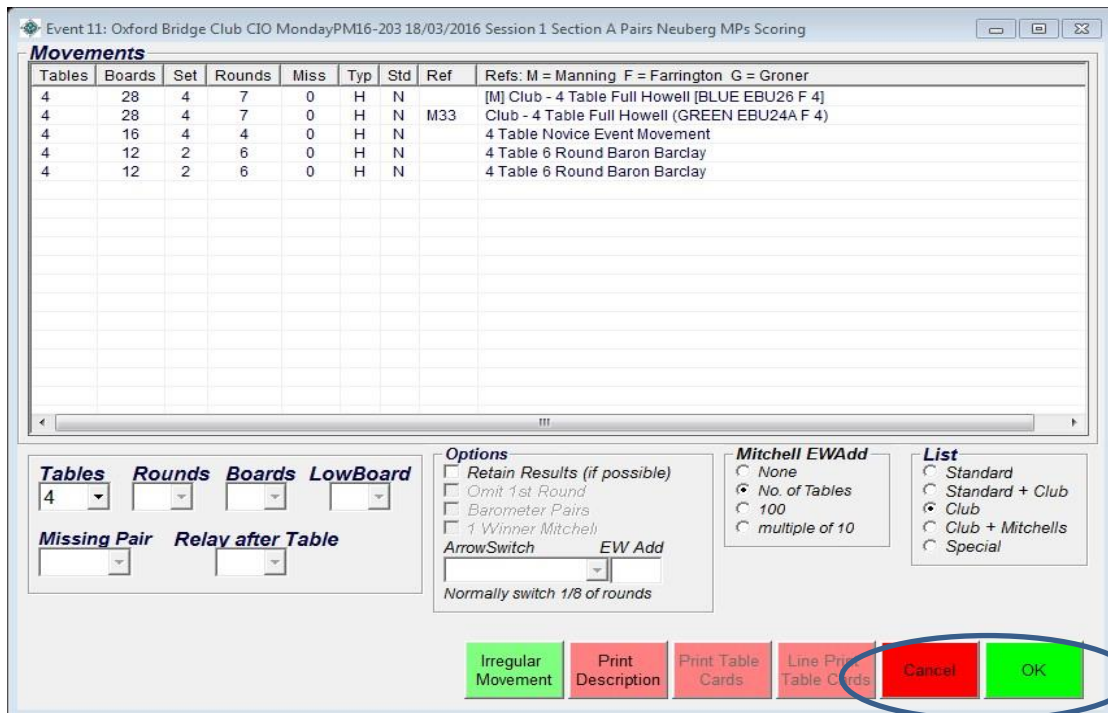 Event 11: Oxford Bridge Club CIO MondayPM16-203 18/03/2016 Session 1 Section A Pairs Neuberg MPs Scoring
Movements
Tables Boards Set Rounds Miss Typ Std Ref Refs: M = Manning F = Farrington G = Groner
4 28 4 7 0 H N [M] Club - 4 Table Full Howell [BLUE EBU26 F 4]
4 28 4 7 0 H N M33 Club - 4 Table Full Howell (GREEN EBU24A F 4)
4 16 4 4 0 H N 4 Table Novice Event Movement
4 12 2 6 0 H N 4 Table 6 Round Baron Barclay
4 12 2 6 0 H N 4 Table 6 Round Baron Barclay
Tables Rounds Boards LowBoard
4
Missing Pair Relay after Table
Options
Retain Results (if possible)
Omit 1st Round
Barometer Pairs
1 Winner Mitchell
ArrowSwitch EW Add
Normally switch 1/8 of rounds
Mitchell EWAdd
None
No. of Tables
100
multiple of 10
List
Standard
Standard + Club
Club
Club + Mitchells
Special
Irregular Movement
Print Description
Print Table Cards
Line Print Table Cards
Cancel
OK